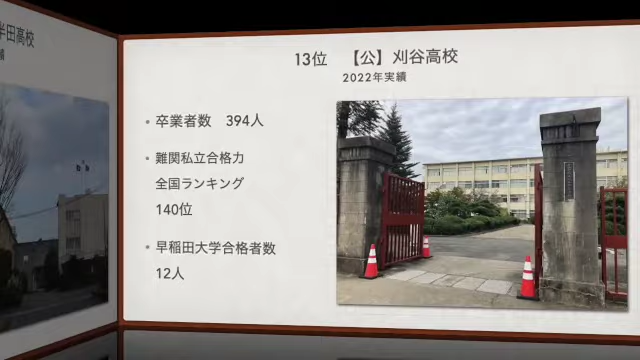 半田高校
績
13位 【公】刈谷高校
2022年実績
• 卒業者数 394人
• 難関私立合格力
全国ランキング
140位
• 早稲田大学合格者数
12人